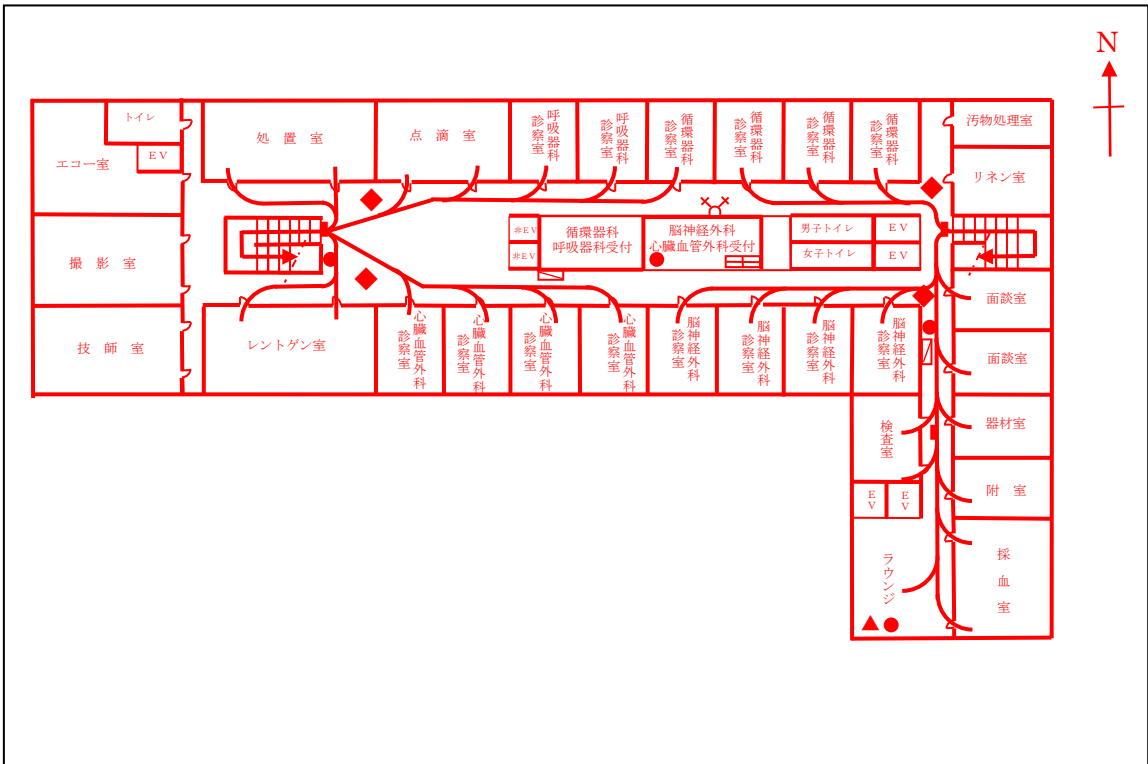 N
トイレ
EV
エコー室
撮影室
技師室
処置室
点滴室
呼吸器科
診察室
呼吸器科
診察室
循環器科
診察室
循環器科
診察室
循環器科
診察室
循環器科
診察室
汚物処理室
リネン室
非EV
非EV
循環器科
呼吸器科受付
脳神経外科
心臓血管外科受付
男子トイレ
女子トイレ
EV
EV
面談室
面談室
レントゲン室
心臓血管外科
診察室
心臓血管外科
診察室
心臓血管外科
診察室
心臓血管外科
診察室
脳神経外科
診察室
脳神経外科
診察室
脳神経外科
診察室
脳神経外科
診察室
検査室
器材室
EV
EV
附室
ラウンジ
採血室